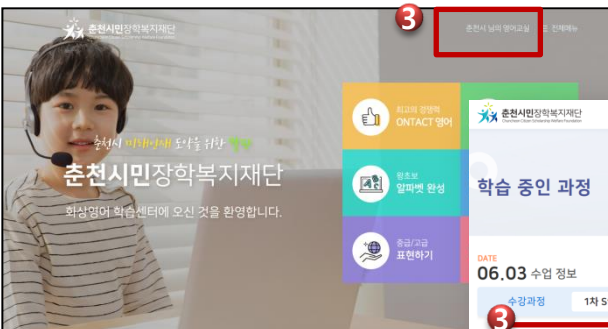 3
춘천시민장학복지재단
춘천시 님의 영어교실
전체메뉴
최고의 경쟁력
ONTACT 영어
춘천시 미래인재 도약을 위한
춘천시민장학복지재단
화상영어 학습센터에 오신 것을 환영합니다.
왕초보
알파벳 완성
중급/고급
표현하기
춘천시민장학복지재단
Chuncheon Citizen Scholarship Welfare Foundation
학습 중인 과정
DATE
06.03 수업 정보
수강과정
1차 S
3